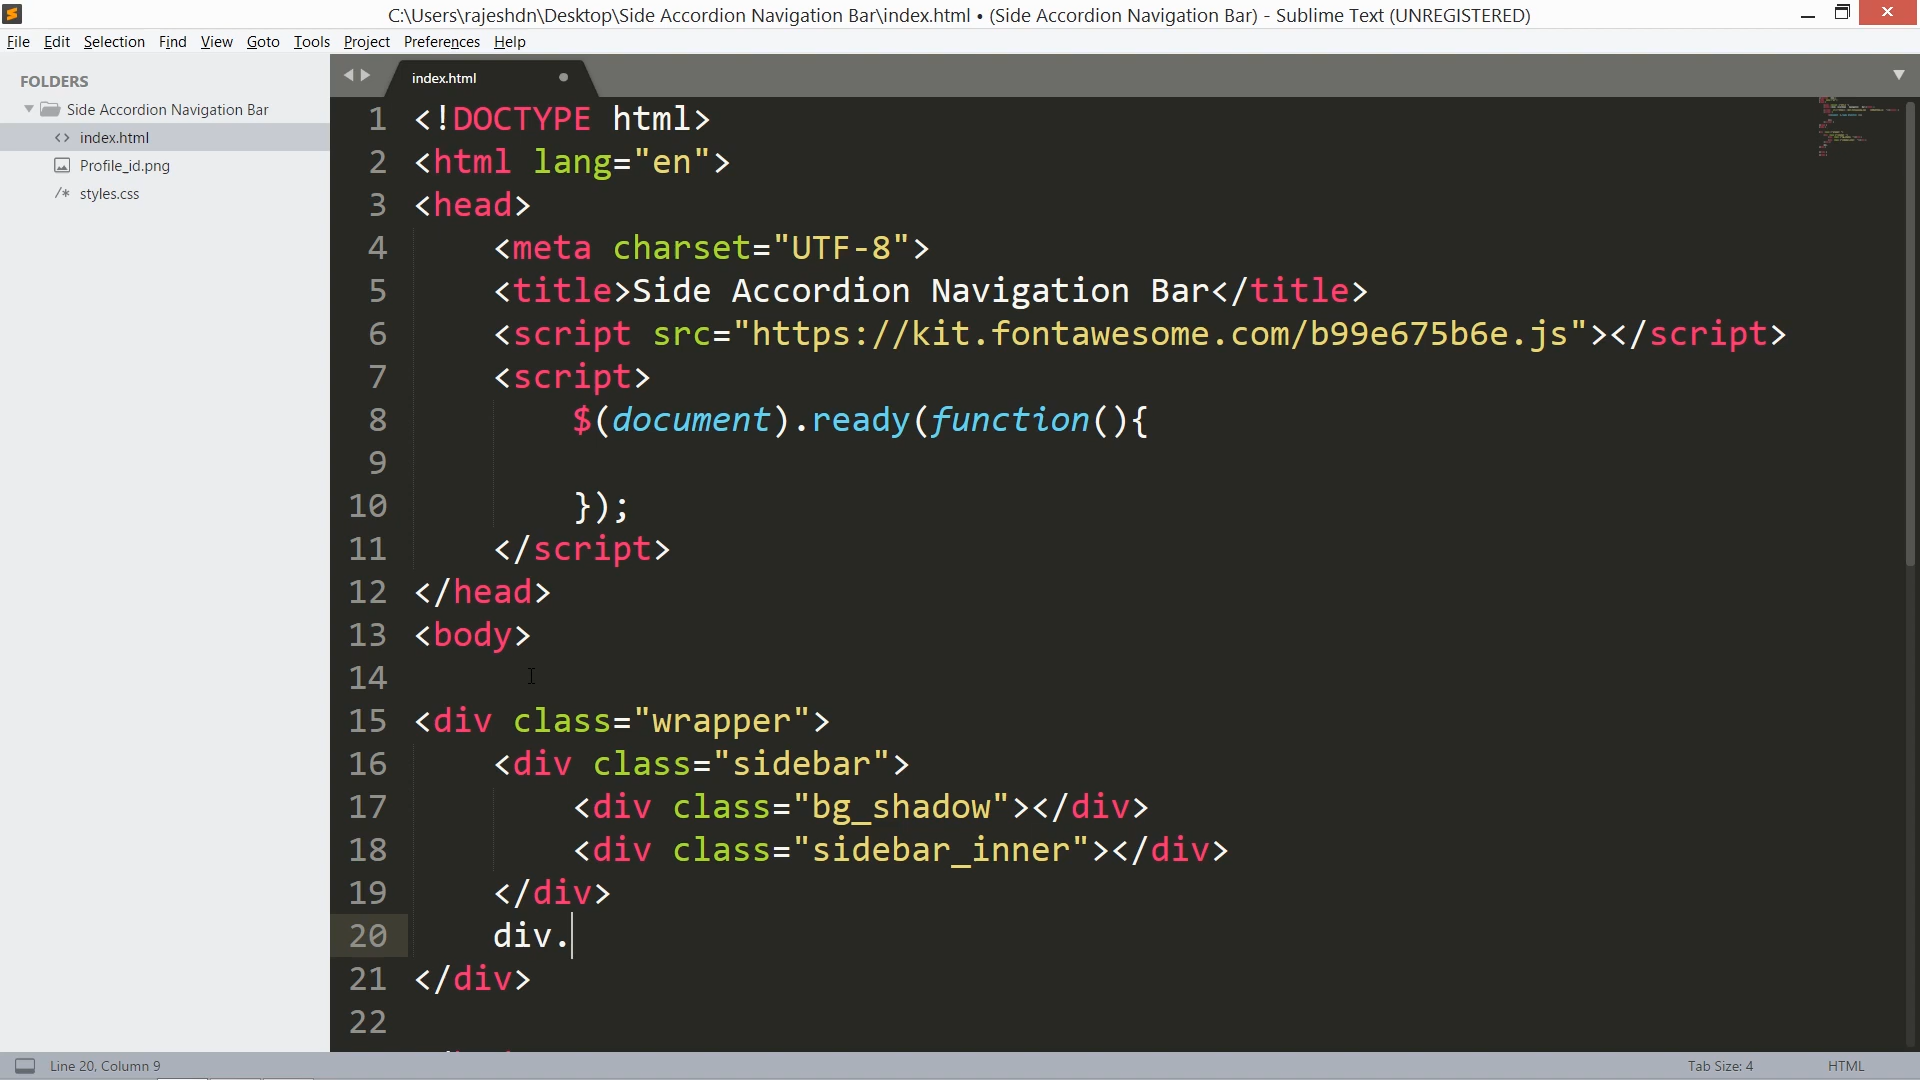 C:\Users\rajeshdn\Desktop\Side Accordion Navigation Bar\index.html • (Side Accordion Navigation Bar) - Sublime Text (UNREGISTERED)
File Edit Selection Find View Goto Tools Project Preferences Help
FOLDERS
Side Accordion Navigation Bar
<> index.html
Profile_id.png
/* styles.css
index.html
1 <!DOCTYPE html>
2 <html lang="en">
3 <head>
4 <meta charset="UTF-8">
5 <title>Side Accordion Navigation Bar</title>
6 <script src="https://kit.fontawesome.com/b99e675b6e.js"></script>
7 <script>
8 $(document).ready(function(){
9
10 });
11 </script>
12 </head>
13 <body>
14
15 <div class="wrapper">
16 <div class="sidebar">
17 <div class="bg_shadow"></div>
18 <div class="sidebar_inner"></div>
19 </div>
20 div.
21 </div>
22
Line 20, Column 9
Tab Size: 4
HTML